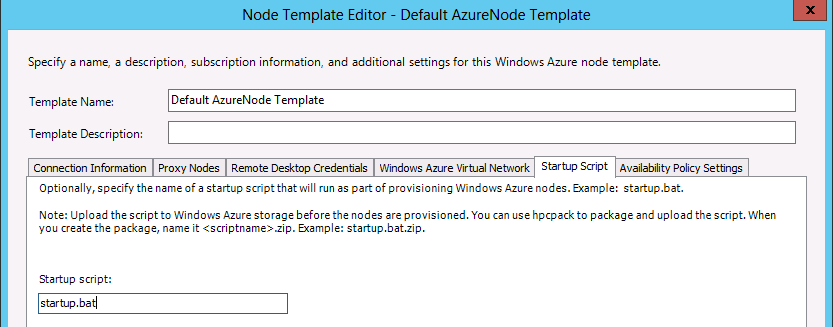 Node Template Editor - Default AzureNode Template
x
Specify a name, a description, subscription information, and additional settings for this Windows Azure node template.
Template Name: Default AzureNode Template
Template Description:
Connection Information Proxy Nodes Remote Desktop Credentials Windows Azure Virtual Network Startup Script Availability Policy Settings
Optionally, specify the name of a startup script that will run as part of provisioning Windows Azure nodes. Example: startup.bat.
Note: Upload the script to Windows Azure storage before the nodes are provisioned. You can use hpcpack to package and upload the script. When
you create the package, name it <scriptname>.zip. Example: startup.bat.zip.
Startup script:
startup.bat